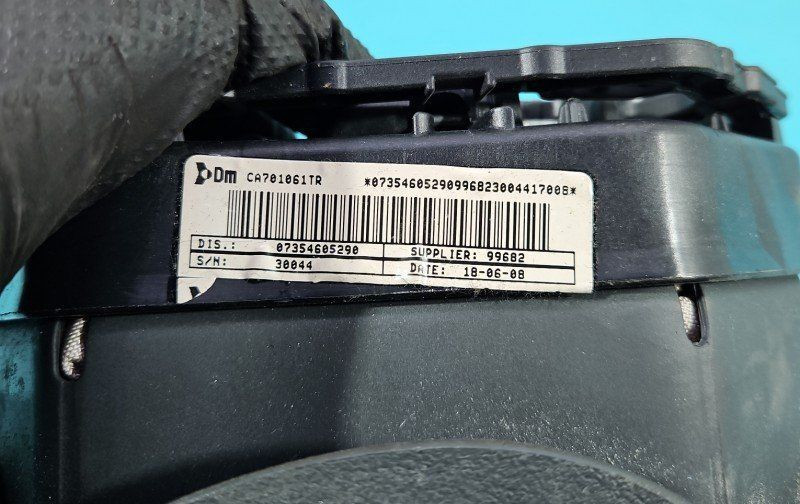 Dm CA701061TR *07354605290996823004417008*
DIS.: 07354605290 SUPPLIER: 99682
S/N: 30044 DATE: 18-06-08